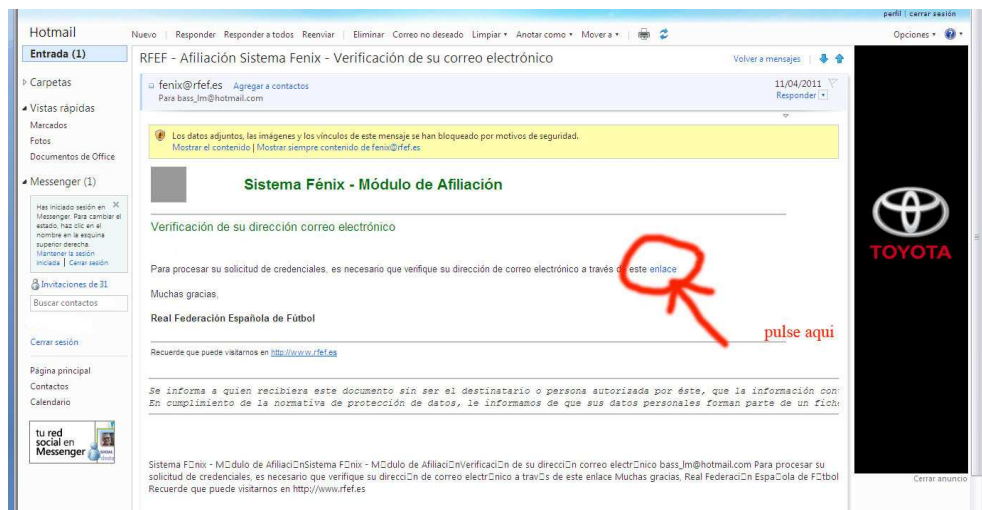 perfil | cerrar sesión
Hotmail
Nuevo | Responder Responder a todos Reenviar | Eliminar Correo no deseado Limpiar Anotar como Mover a
Opciones
Entrada (1)
RFEF - Afiliación Sistema Fenix - Verificación de su correo electrónico
Volver a mensajes
Carpetas
fenix@rfef.es Agregar a contactos
11/04/2011
Para bass_lm@hotmail.com
Responder
Vistas rápidas
Marcados
Fotos
Documentos de Office
Los datos adjuntos, las imágenes y los vínculos de este mensaje se han bloqueado por motivos de seguridad.
Mostrar el contenido | Mostrar siempre contenido de fenix@rfef.es
Messenger (1)
Has iniciado sesión en
Messenger. Para cambiar el
estado, haz clic en el
nombre en la esquina
superior derecha.
Mantener la sesión
iniciada | Cerrar sesión
Invitaciones de 31
Buscar contactos
Cerrar sesión
Página principal
Contactos
Calendario
tu red
social en
Messenger
Sistema Fénix - Módulo de Afiliación
Verificación de su dirección correo electrónico
Para procesar su solicitud de credenciales, es necesario que verifique su dirección de correo electrónico a través de este enlace
Muchas gracias,
Real Federación Española de Fútbol
pulse aqui
Recuerde que puede visitarnos en http://www.rfef.es
Se informa a quien recibiera este documento sin ser el destinatario o persona autorizada por éste, que la información con
En cumplimiento de la normativa de protección de datos, le informamos de que sus datos personales forman parte de un fich
Sistema F□nix - M□dulo de Afiliaci□nSistema F□nix - M□dulo de Afiliaci□nVerificaci□n de su direcci□n correo electr□nico bass_lm@hotmail.com Para procesar su
solicitud de credenciales, es necesario que verifique su direcci□n de correo electr□nico a trav□s de este enlace Muchas gracias, Real Federaci□n Espa□ola de F□tbol
Recuerde que puede visitarnos en http://www.rfef.es
TOYOTA
Cerrar anuncio